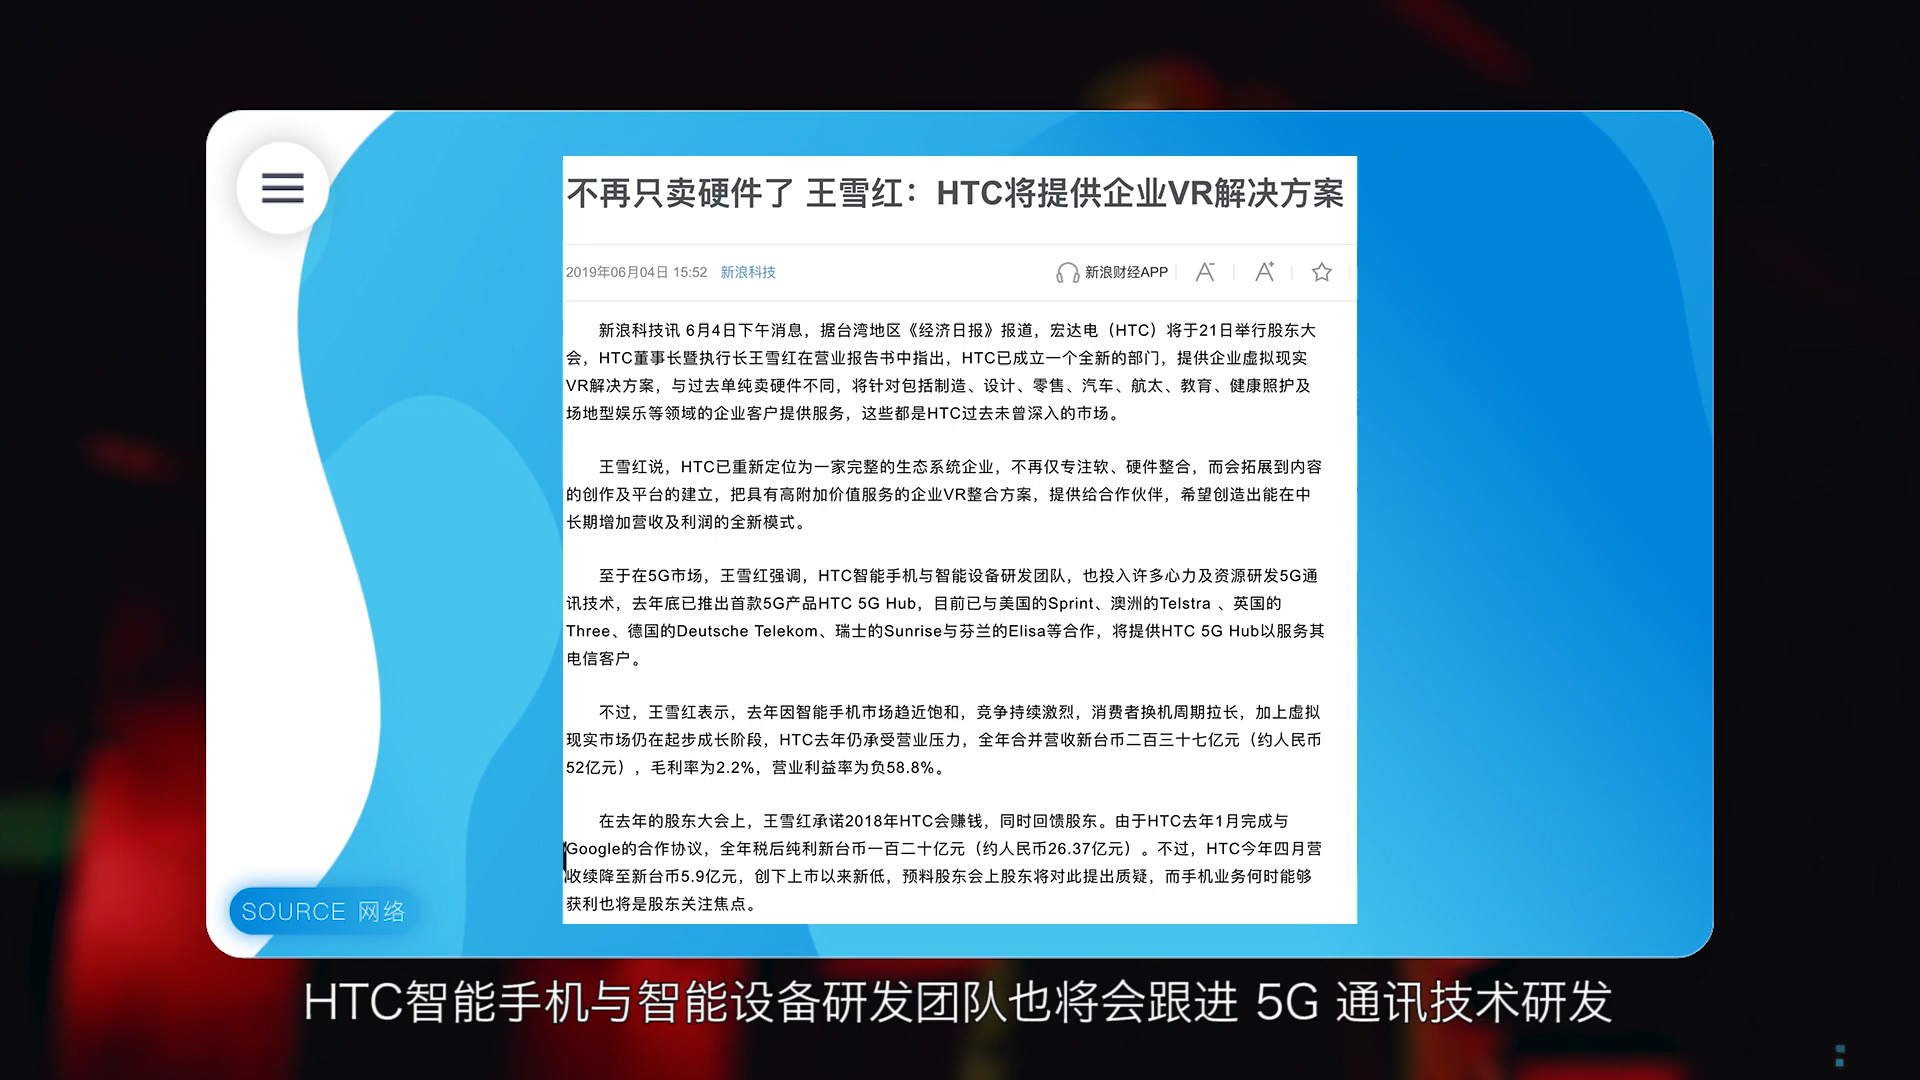 不再只卖硬件了 王雪红：HTC将提供企业VR解决方案
2019年06月04日 15:52 新浪科技
新浪财经APP A- A+
新浪科技讯 6月4日下午消息，据台湾地区《经济日报》报道，宏达电（HTC）将于21日举行股东大
会，HTC董事长暨执行长王雪红在营业报告书中指出，HTC已成立一个全新的部门，提供企业虚拟现实
VR解决方案，与过去单纯卖硬件不同，将针对包括制造、设计、零售、汽车、航太、教育、健康照护及
场地型娱乐等领域的企业客户提供服务，这些都是HTC过去未曾深入的市场。
王雪红说，HTC已重新定位为一家完整的生态系统企业，不再仅专注软、硬件整合，而会拓展到内容
的创作及平台的建立，把具有高附加价值服务的企业VR整合方案，提供给合作伙伴，希望创造出能在中
长期增加营收及利润的全新模式。
至于在5G市场，王雪红强调，HTC智能手机与智能设备研发团队，也投入许多心力及资源研发5G通
讯技术，去年底已推出首款5G产品HTC 5G Hub，目前已与美国的Sprint、澳洲的Telstra 、英国的
Three、德国的Deutsche Telekom、瑞士的Sunrise与芬兰的Elisa等合作，将提供HTC 5G Hub以服务其
电信客户。
不过，王雪红表示，去年因智能手机市场趋近饱和，竞争持续激烈，消费者换机周期拉长，加上虚拟
现实市场仍在起步成长阶段，HTC去年仍承受营业压力，全年合并营收新台币二百三十七亿元（约人民币
52亿元），毛利率为2.2%，营业利益率为负58.8%。
在去年的股东大会上，王雪红承诺2018年HTC会赚钱，同时回馈股东。由于HTC去年1月完成与
Google的合作协议，全年税后纯利新台币一百二十亿元（约人民币26.37亿元）。不过，HTC今年四月营
收续降至新台币5.9亿元，创下上市以来新低，预料股东会上股东将对此提出质疑，而手机业务何时能够
获利也将是股东关注焦点。
SOURCE 网络
HTC智能手机与智能设备研发团队也将会跟进 5G 通讯技术研发